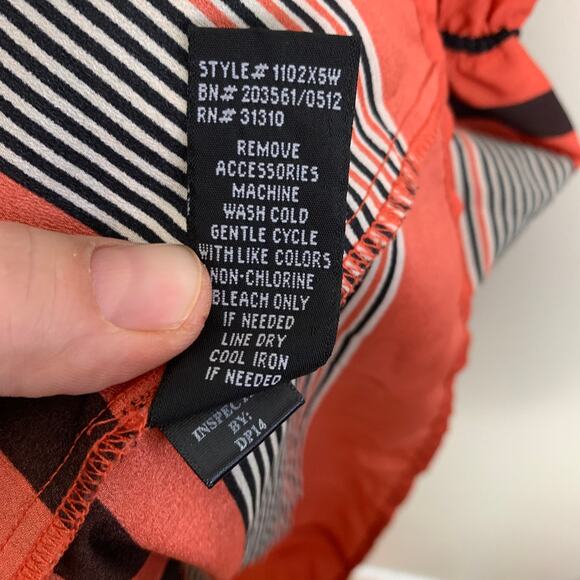 STYLE# 1102X5W
BN# 203561/0512
RN# 31310
REMOVE
ACCESSORIES
MACHINE
WASH COLD
GENTLE CYCLE
WITH LIKE COLORS
NON-CHLORINE
BLEACH ONLY
IF NEEDED
LINE DRY
COOL IRON
IF NEEDED
INSPECT
BY:
DP14